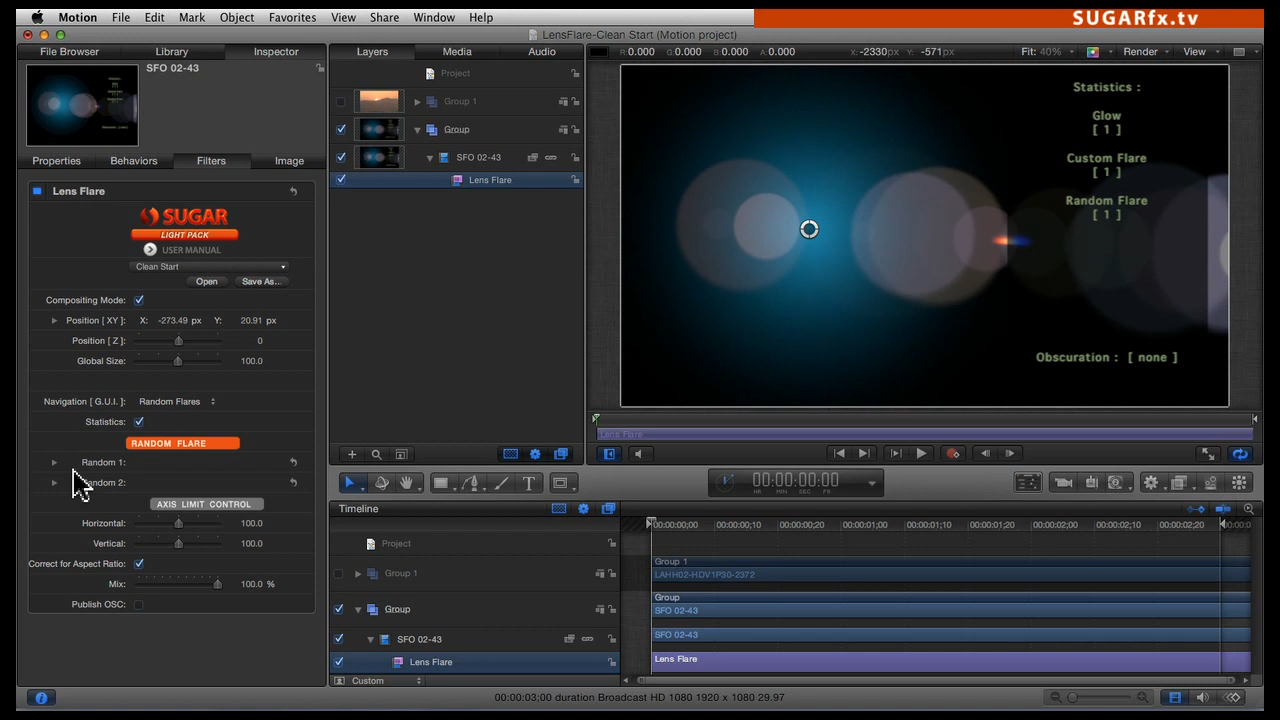 Motion File Edit Mark Object Favorites View Share Window Help
SUGARfx.tv
LensFlare-Clean Start (Motion project)
File Browser Library Inspector
Layers Media Audio
R: 0.000 G: 0.000 B: 0.000 A: 0.000 X: -2330px Y: -571px Fit: 40% Render View
SFO 02-43
Project
Group 1
Group
SFO 02-43
Lens Flare
Statistics :
Glow
[ 1 ]
Custom Flare
[ 1 ]
Random Flare
[ 1 ]
Obscuration : [ none ]
Properties Behaviors Filters Image
Lens Flare
SUGAR
LIGHT PACK
USER MANUAL
Clean Start
Open Save As...
Compositing Mode:
Position [ XY ]: X: -273.49 px Y: 20.91 px
Position [ Z ]: 0
Global Size: 100.0
Navigation [ G.U.I. ]: Random Flares
Statistics:
RANDOM FLARE
Random 1:
Random 2:
AXIS LIMIT CONTROL
Horizontal: 100.0
Vertical: 100.0
Correct for Aspect Ratio:
Mix: 100.0 %
Publish OSC:
Lens Flare
00:00:00:00
HR MIN SEC FR
Timeline
00:00:00;00 00:00:00;10 00:00:00;20 00:00:01;00 00:00:01;10 00:00:01;20 00:00:02;00 00:00:02;10 00:00:02;20
Project
Group 1
Group 1
LAHH02-HDV1P30-2372
Group
Group
SFO 02-43
SFO 02-43
SFO 02-43
Lens Flare
Lens Flare
Custom
00:00:03;00 duration Broadcast HD 1080 1920 x 1080 29.97